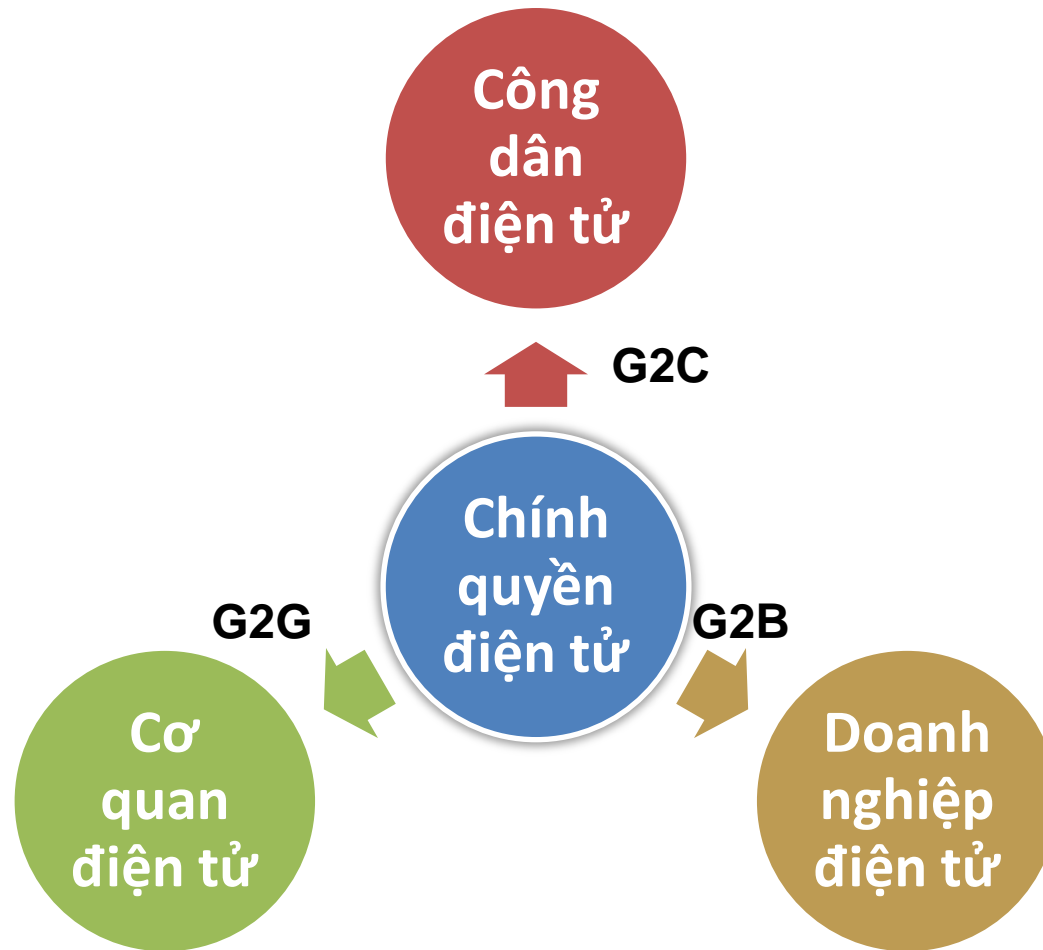 Công
dân
điện tử
G2C
Chính
quyền
điện tử
G2G
G2B
Cơ
quan
điện tử
Doanh
nghiệp
điện tử